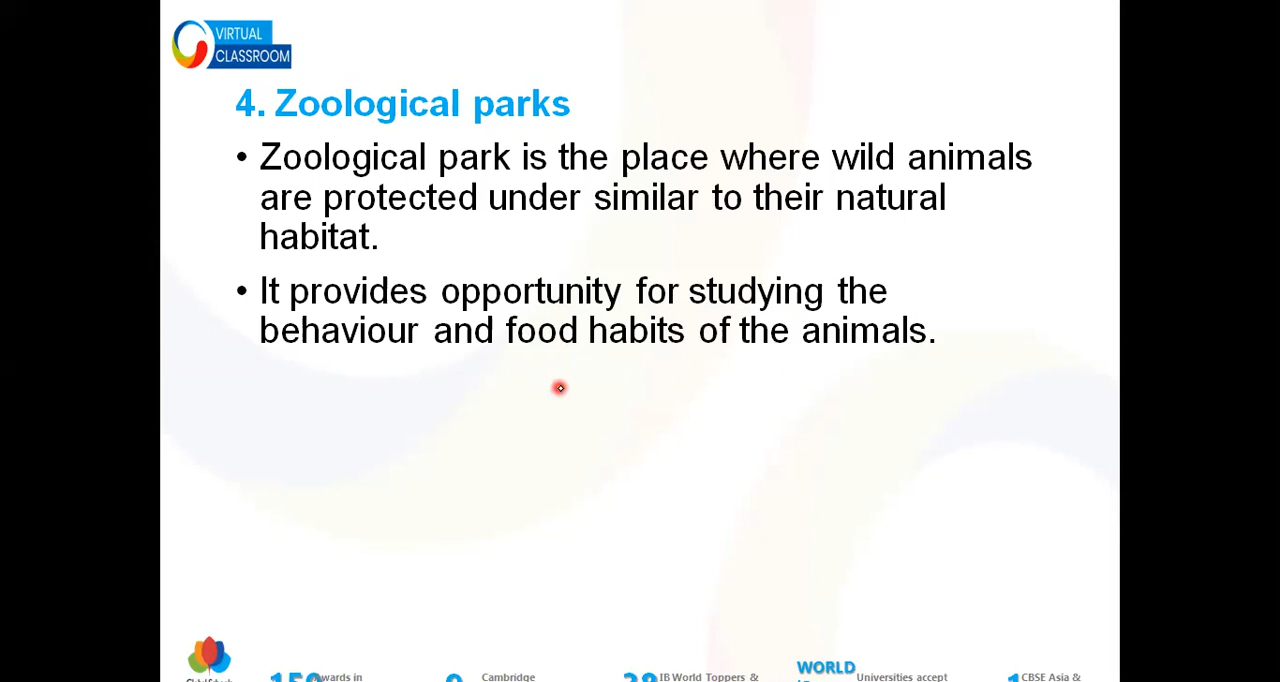 VIRTUAL
CLASSROOM
4. Zoological parks
• Zoological park is the place where wild animals
are protected under similar to their natural
habitat.
• It provides opportunity for studying the
behaviour and food habits of the animals.
WORLD
Awards in
Cambridge
IB World Toppers &
Universities accept
CBSE Asia &